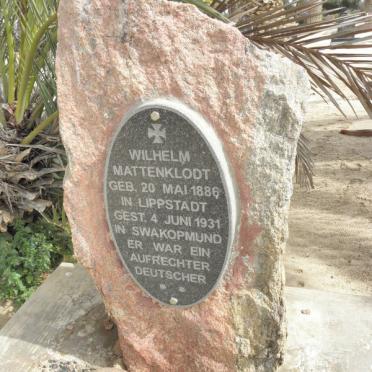 WILHELM
MATTENKLODT
GEB. 20 MAI 1886
IN LIPPSTADT
GEST. 4 JUNI 1931
IN SWAKOPMUND
ER WAR EIN
AUFRECHTER
DEUTSCHER